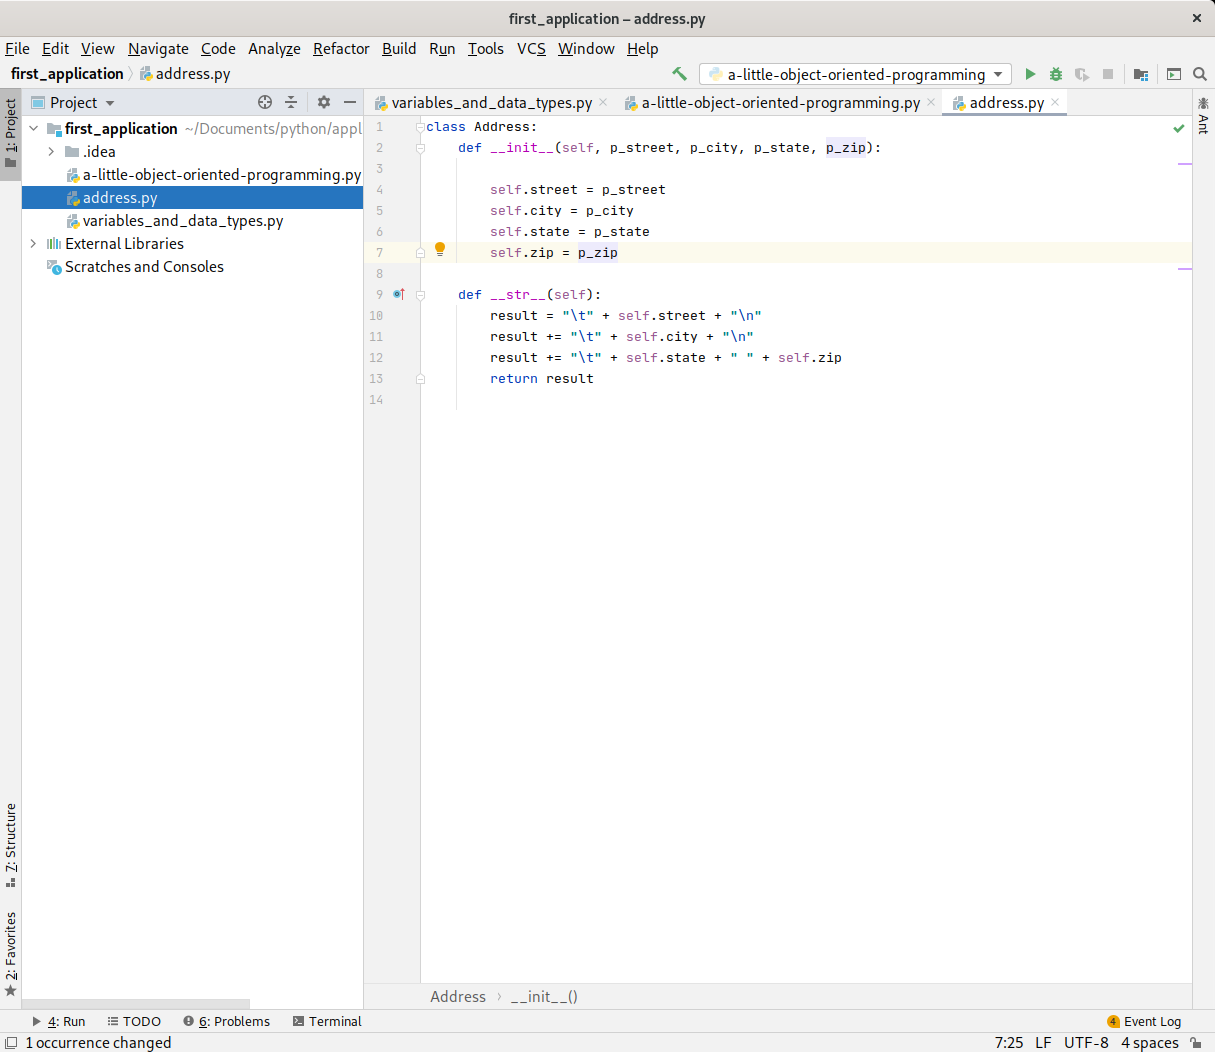 first_application – address.py
File Edit View Navigate Code Analyze Refactor Build Run Tools VCS Window Help
first_application address.py a-little-object-oriented-programming
1: Project
Project
variables_and_data_types.py a-little-object-oriented-programming.py address.py
Ant
first_application ~/Documents/python/appl
.idea
a-little-object-oriented-programming.py
address.py
variables_and_data_types.py
External Libraries
Scratches and Consoles
1 class Address:
2     def __init__(self, p_street, p_city, p_state, p_zip):
3
4         self.street = p_street
5         self.city = p_city
6         self.state = p_state
7         self.zip = p_zip
8
9     def __str__(self):
10         result = "\t" + self.street + "\n"
11         result += "\t" + self.city + "\n"
12         result += "\t" + self.state + " " + self.zip
13         return result
14
7: Structure
2: Favorites
Address › __init__()
4: Run TODO 6: Problems Terminal 4 Event Log
1 occurrence changed 7:25 LF UTF-8 4 spaces